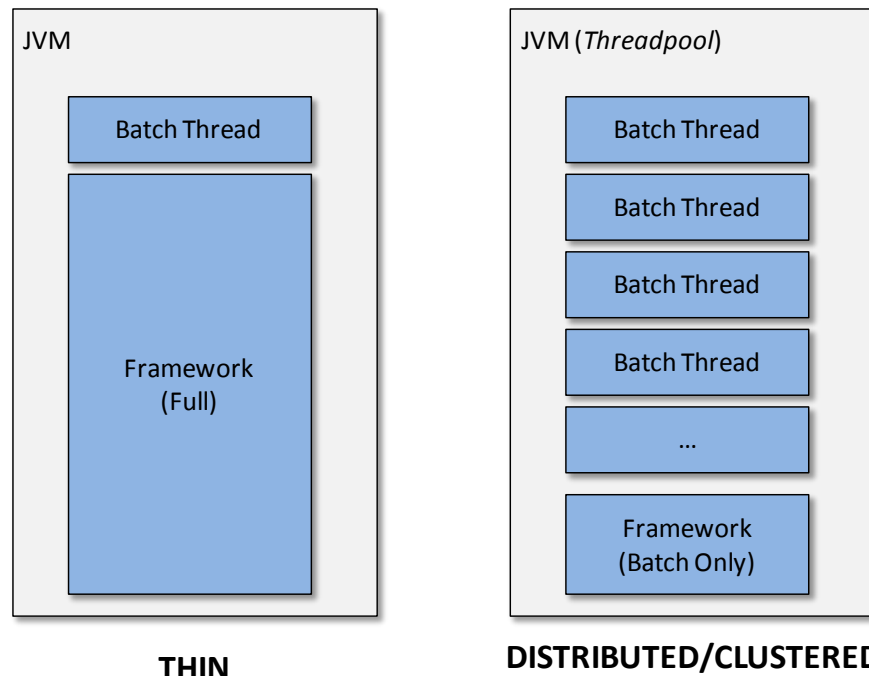 JVM
Batch Thread
Framework
(Full)
THIN
JVM (Threadpool)
Batch Thread
Batch Thread
Batch Thread
Batch Thread
...
Framework
(Batch Only)
DISTRIBUTED/CLUSTERED